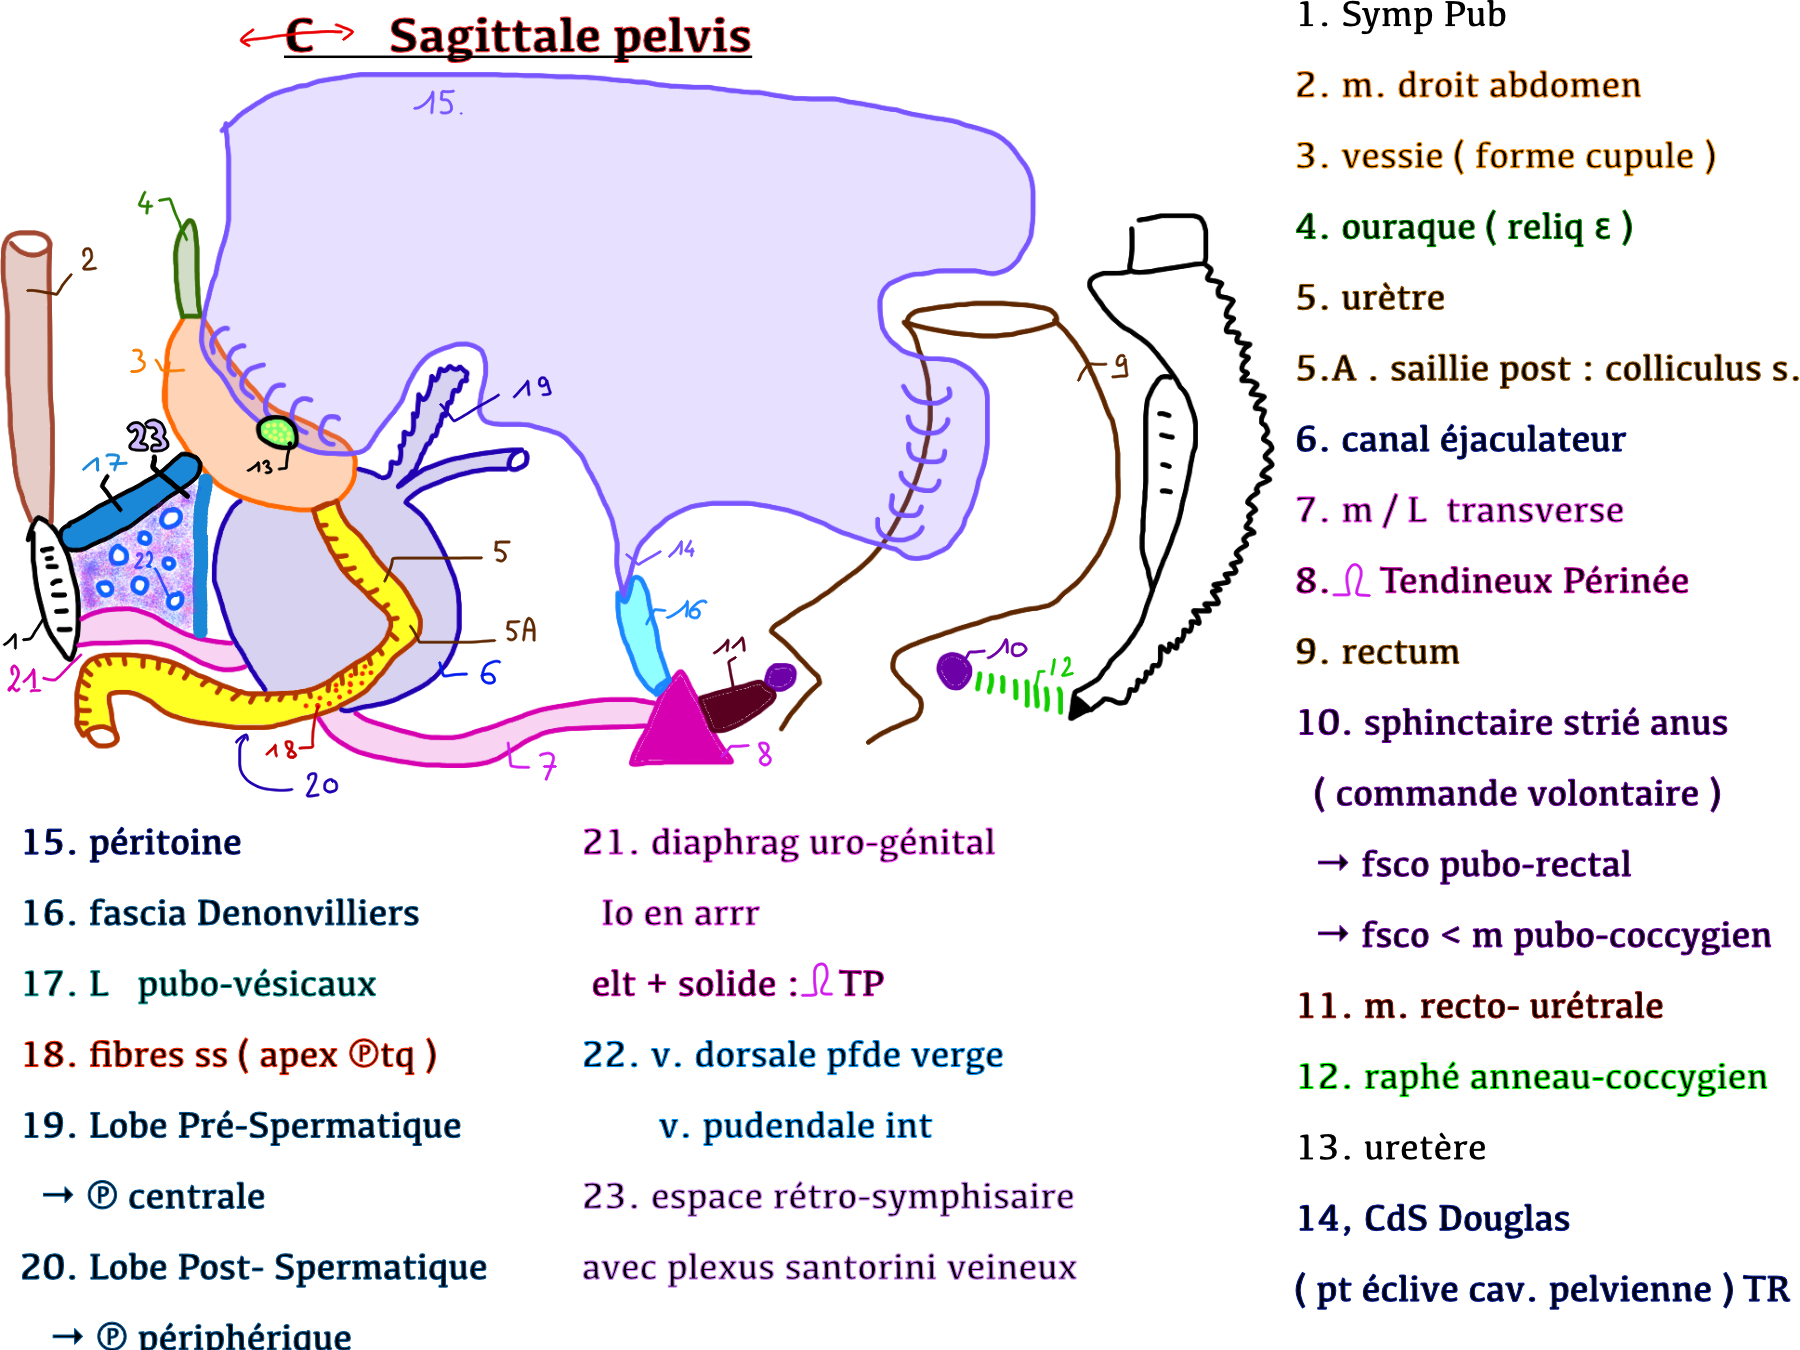 C Sagittale pelvis
15.
4
2
3
19
23
17
13
14
5
22
16
5A
1
11
10
12
21
6
9
18
7
8
20
1. Symp Pub
2. m. droit abdomen
3. vessie ( forme cupule )
4. ouraque ( reliq ε )
5. urètre
5.A . saillie post : colliculus s.
6. canal éjaculateur
7. m / L transverse
8. Ω Tendineux Périnée
9. rectum
10. sphinctaire strié anus
( commande volontaire )
→ fsco pubo-rectal
→ fsco < m pubo-coccygien
11. m. recto- urétrale
12. raphé anneau-coccygien
13. uretère
14, CdS Douglas
( pt éclive cav. pelvienne ) TR
15. péritoine
16. fascia Denonvilliers
17. L pubo-vésicaux
18. fibres ss ( apex Ⓟtq )
19. Lobe Pré-Spermatique
→ Ⓟ centrale
20. Lobe Post- Spermatique
→ Ⓟ périphérique
21. diaphrag uro-génital
Io en arrr
elt + solide : Ω TP
22. v. dorsale pfde verge
v. pudendale int
23. espace rétro-symphisaire
avec plexus santorini veineux